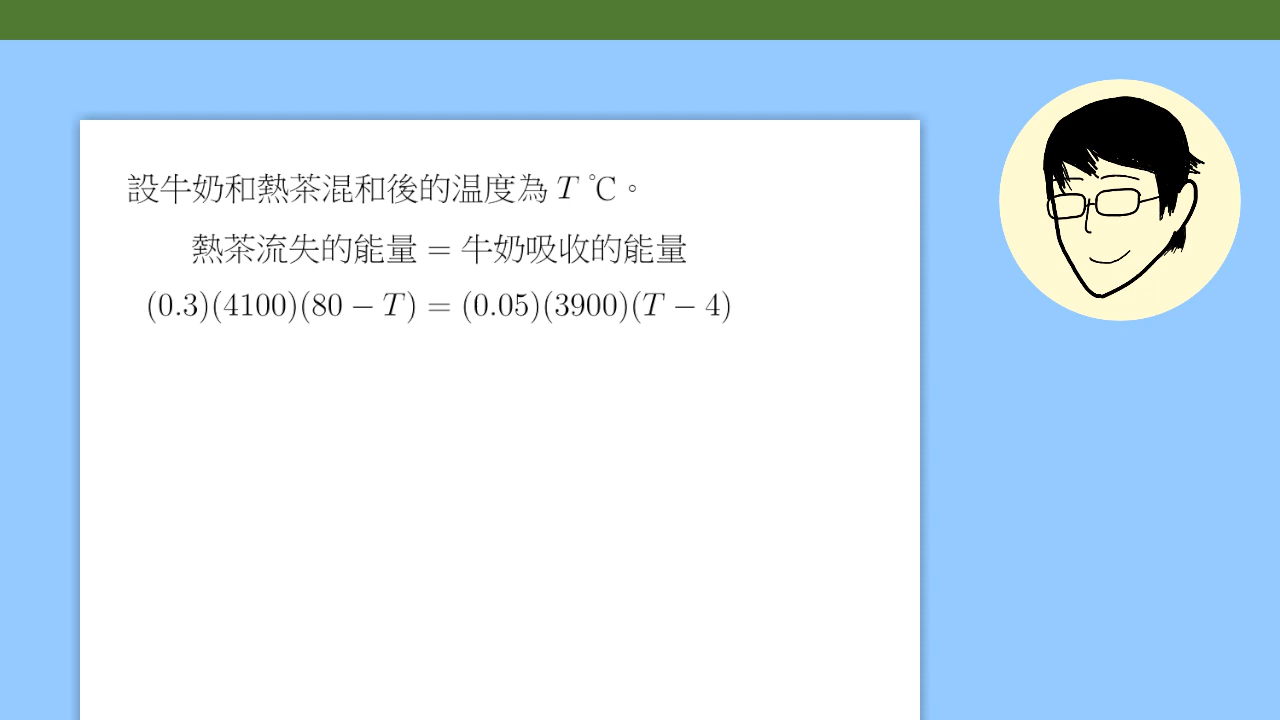 設牛奶和熱茶混和後的温度為 T ℃。
熱茶流失的能量 = 牛奶吸收的能量
(0.3)(4100)(80 − T) = (0.05)(3900)(T − 4)